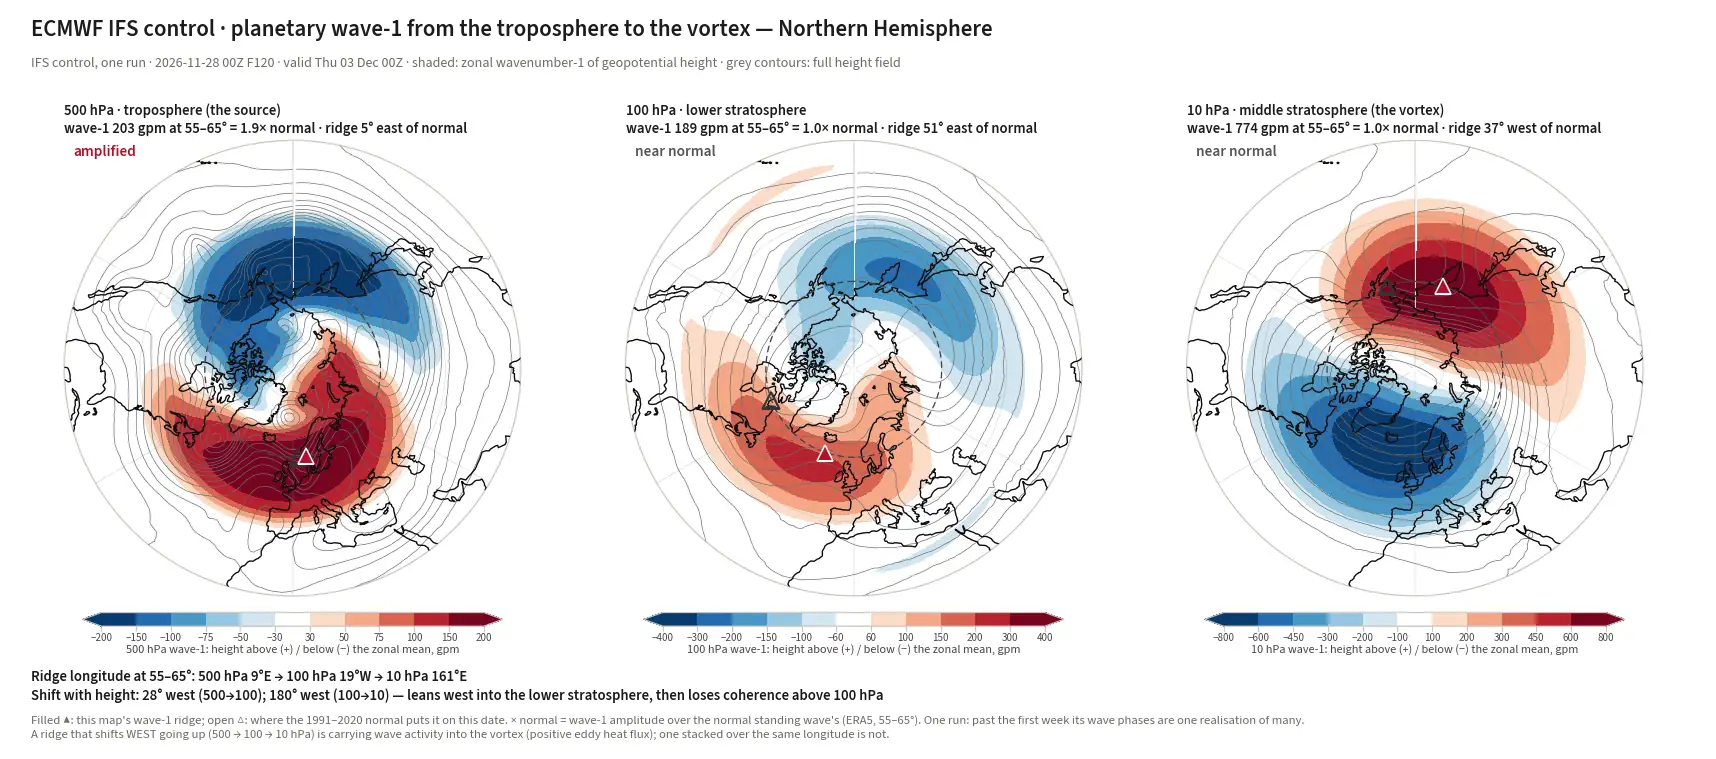 ECMWF IFS control · planetary wave-1 from the troposphere to the vortex — Northern Hemisphere
IFS control, one run · 2026-11-28 00Z F120 · valid Thu 03 Dec 00Z · shaded: zonal wavenumber-1 of geopotential height · grey contours: full height field
500 hPa · troposphere (the source)
wave-1 203 gpm at 55–65° = 1.9× normal · ridge 5° east of normal
amplified
100 hPa · lower stratosphere
wave-1 189 gpm at 55–65° = 1.0× normal · ridge 51° east of normal
near normal
10 hPa · middle stratosphere (the vortex)
wave-1 774 gpm at 55–65° = 1.0× normal · ridge 37° west of normal
near normal
−200 −150 −100 −75 −50 −30 30 50 75 100 150 200
500 hPa wave-1: height above (+) / below (−) the zonal mean, gpm
−400 −300 −200 −150 −100 −60 60 100 150 200 300 400
100 hPa wave-1: height above (+) / below (−) the zonal mean, gpm
−800 −600 −450 −300 −200 −100 100 200 300 450 600 800
10 hPa wave-1: height above (+) / below (−) the zonal mean, gpm
Ridge longitude at 55–65°: 500 hPa 9°E → 100 hPa 19°W → 10 hPa 161°E
Shift with height: 28° west (500→100); 180° west (100→10) — leans west into the lower stratosphere, then loses coherence above 100 hPa
Filled ▲: this map's wave-1 ridge; open △: where the 1991–2020 normal puts it on this date. × normal = wave-1 amplitude over the normal standing wave's (ERA5, 55–65°). One run: past the first week its wave phases are one realisation of many.
A ridge that shifts WEST going up (500 → 100 → 10 hPa) is carrying wave activity into the vortex (positive eddy heat flux); one stacked over the same longitude is not.